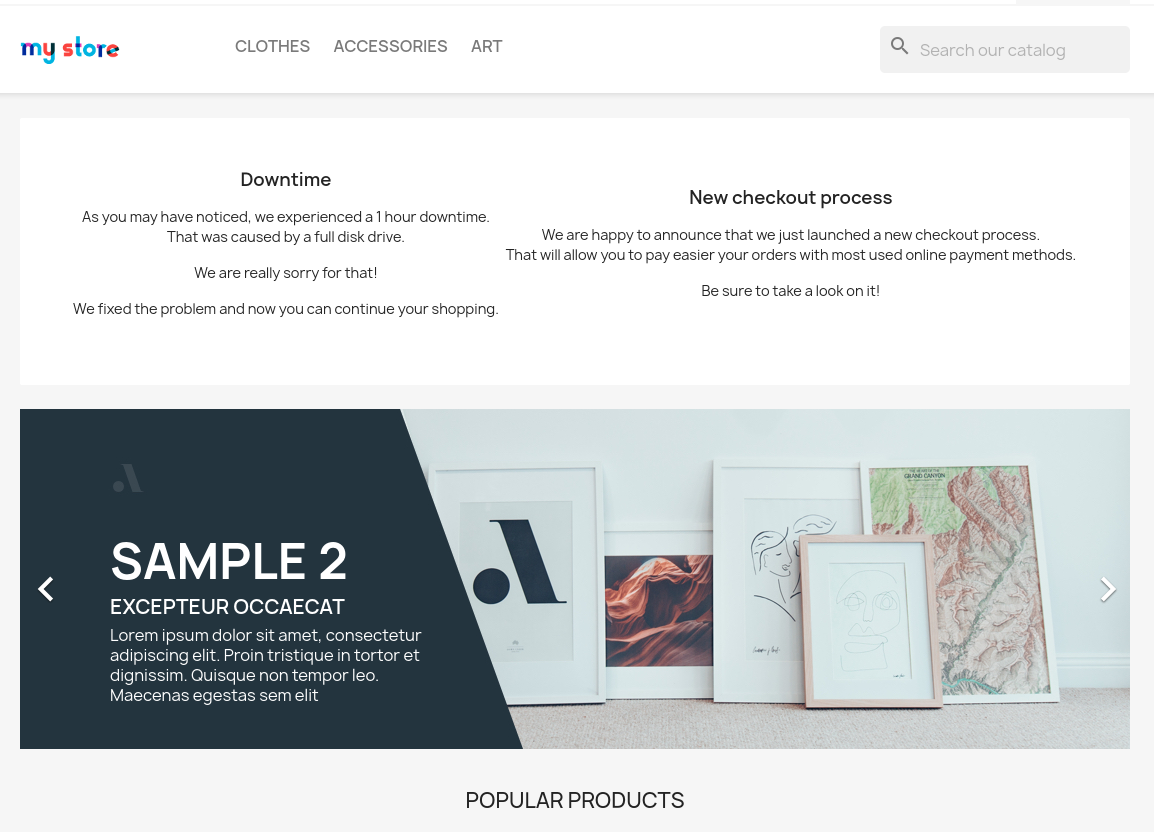 my store
CLOTHES
ACCESSORIES
ART
Search our catalog
Downtime
As you may have noticed, we experienced a 1 hour downtime.
That was caused by a full disk drive.
We are really sorry for that!
We fixed the problem and now you can continue your shopping.
New checkout process
We are happy to announce that we just launched a new checkout process.
That will allow you to pay easier your orders with most used online payment methods.
Be sure to take a look on it!
SAMPLE 2
EXCEPTEUR OCCAECAT
Lorem ipsum dolor sit amet, consectetur
adipiscing elit. Proin tristique in tortor et
dignissim. Quisque non tempor leo.
Maecenas egestas sem elit
GRAND CANYON
POPULAR PRODUCTS